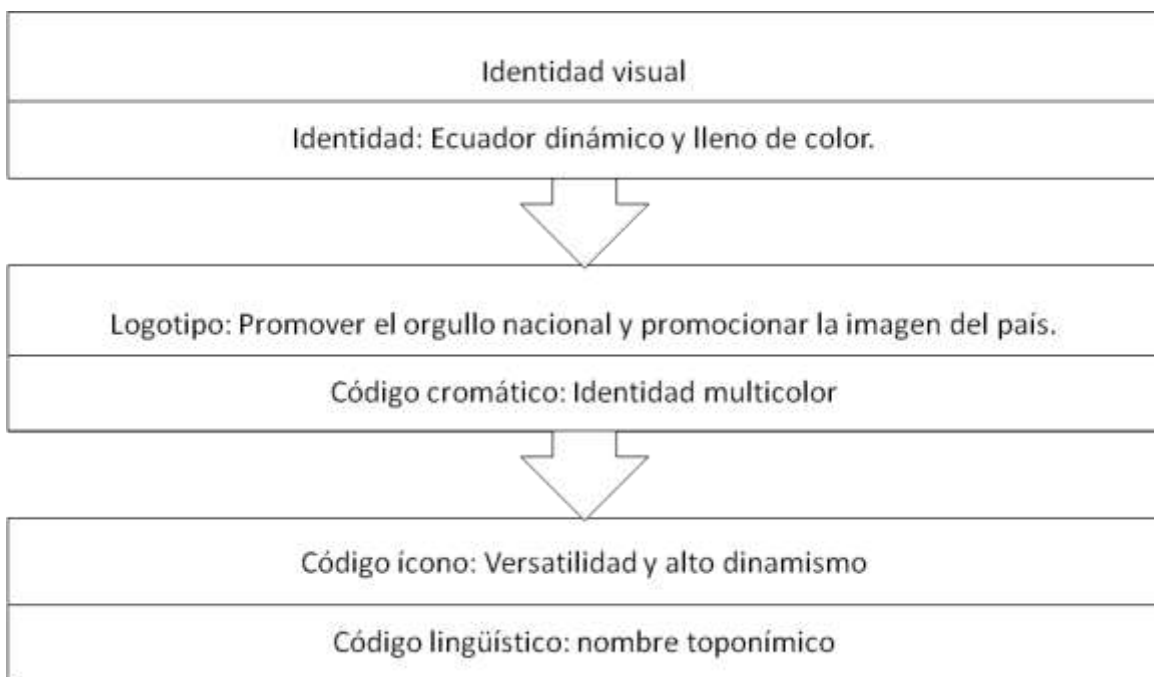 Identidad visual
Identidad: Ecuador dinámico y lleno de color.
Logotipo: Promover el orgullo nacional y promocionar la imagen del país.
Código cromático: Identidad multicolor
Código ícono: Versatilidad y alto dinamismo
Código lingüístico: nombre toponímico